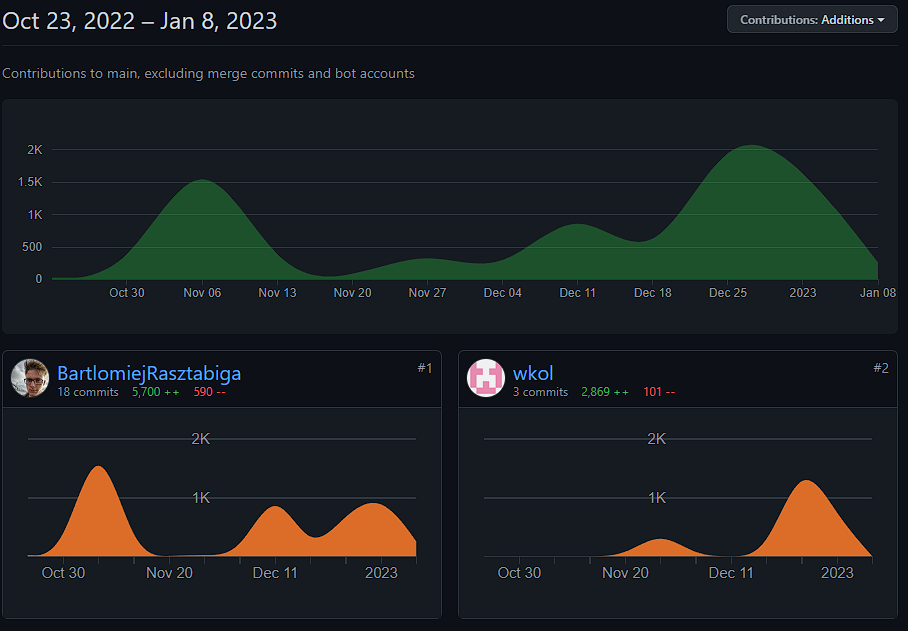 Oct 23, 2022 – Jan 8, 2023
Contributions: Additions
Contributions to main, excluding merge commits and bot accounts
2K
1.5K
1K
500
0
Oct 30 Nov 06 Nov 13 Nov 20 Nov 27 Dec 04 Dec 11 Dec 18 Dec 25 2023 Jan 08
BartlomiejRasztabiga #1
18 commits 5,700 ++ 590 --
2K
1K
Oct 30 Nov 20 Dec 11 2023
wkol #2
3 commits 2,869 ++ 101 --
2K
1K
Oct 30 Nov 20 Dec 11 2023